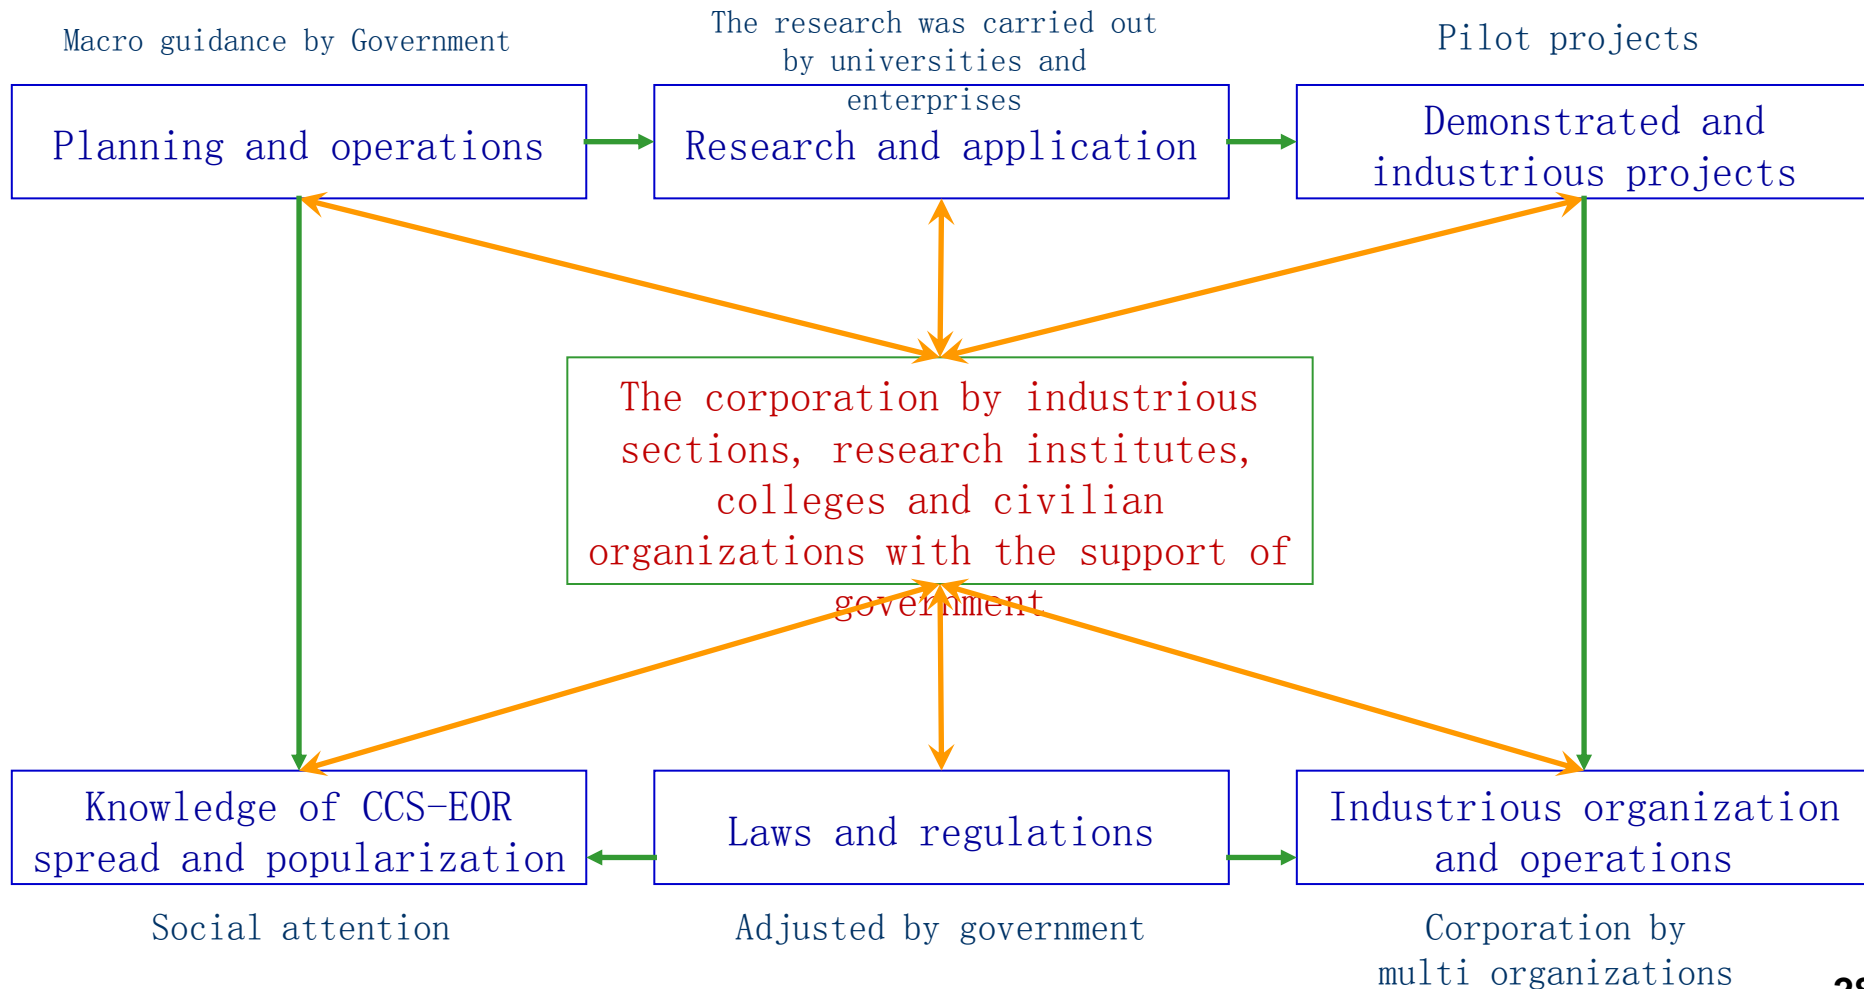 Macro guidance by Government
The research was carried out
by universities and
enterprises
Pilot projects
Planning and operations
Research and application
Demonstrated and
industrious projects
The corporation by industrious
sections, research institutes,
colleges and civilian
organizations with the support of
government
Knowledge of CCS-EOR
spread and popularization
Laws and regulations
Industrious organization
and operations
Social attention
Adjusted by government
Corporation by
multi organizations